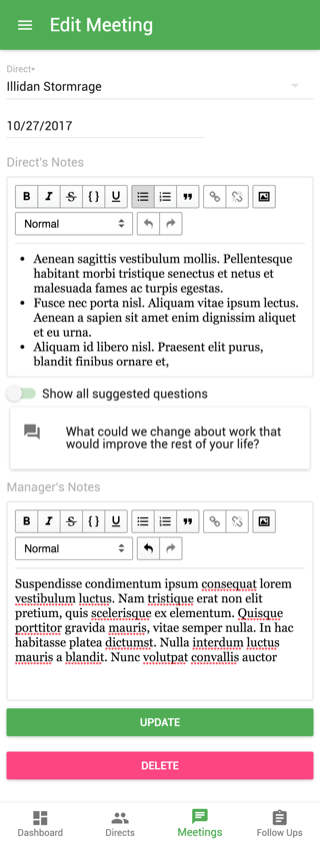 Edit Meeting
Direct*
Illidan Stormrage
10/27/2017
Direct's Notes
B I S {} U
Normal
Aenean sagittis vestibulum mollis. Pellentesque
habitant morbi tristique senectus et netus et
malesuada fames ac turpis egestas.
Fusce nec porta nisl. Aliquam vitae ipsum lectus.
Aenean a sapien sit amet enim dignissim aliquet
et eu urna.
Aliquam id libero nisl. Praesent elit purus,
blandit finibus ornare et,
Show all suggested questions
What could we change about work that
would improve the rest of your life?
Manager's Notes
B I S {} U
Normal
Suspendisse condimentum ipsum consequat lorem
vestibulum luctus. Nam tristique erat non elit
pretium, quis scelerisque ex elementum. Quisque
porttitor gravida mauris, vitae semper nulla. In hac
habitasse platea dictumst. Nulla interdum luctus
mauris a blandit. Nunc volutpat convallis auctor
UPDATE
DELETE
Dashboard Directs Meetings Follow Ups